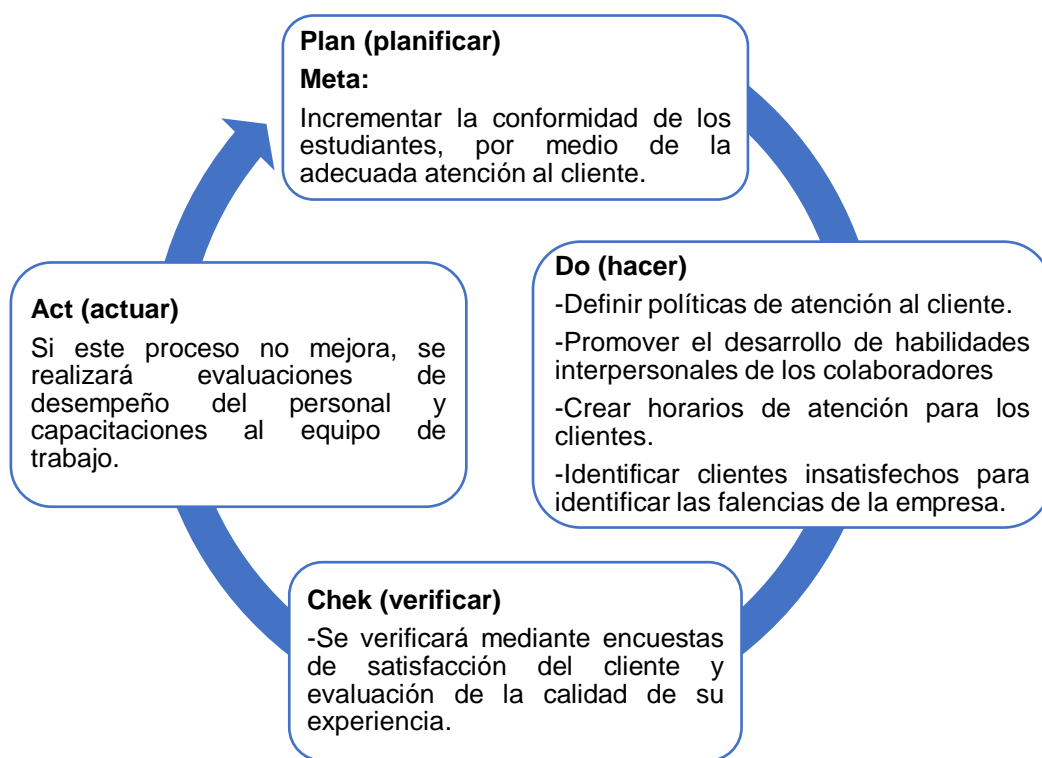 Plan (planificar)
Meta:
Incrementar la conformidad de los
estudiantes, por medio de la
adecuada atención al cliente.
Do (hacer)
-Definir políticas de atención al cliente.
-Promover el desarrollo de habilidades
interpersonales de los colaboradores
-Crear horarios de atención para los
clientes.
-Identificar clientes insatisfechos para
identificar las falencias de la empresa.
Chek (verificar)
-Se verificará mediante encuestas
de satisfacción del cliente y
evaluación de la calidad de su
experiencia.
Act (actuar)
Si este proceso no mejora, se
realizará evaluaciones de
desempeño del personal y
capacitaciones al equipo de
trabajo.